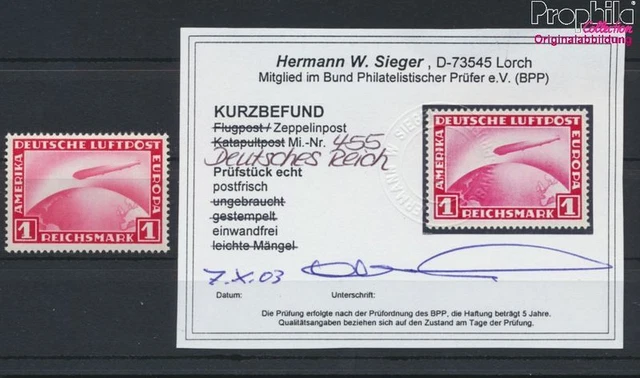 Prophila
Collection
Originalabbildung
Hermann W. Sieger , D-73545 Lorch
Mitglied im Bund Philatelistischer Prüfer e.V. (BPP)
KURZBEFUND
Flugpost / Zeppelinpost
Katapultpost Mi.-Nr. 455
Deutsches Reich
Prüfstück echt
postfrisch
ungebraucht
gestempelt
einwandfrei
leichte Mängel
7.X.03
Datum: Unterschrift:
Die Prüfung erfolgte nach der Prüfordnung des BPP, die Haftung beträgt 5 Jahre.
Qualitätsangaben beziehen sich auf den Zustand am Tage der Prüfung.
DEUTSCHE LUFTPOST
AMERIKA
EUROPA
1 REICHSMARK 1
DEUTSCHE LUFTPOST
AMERIKA
EUROPA
1 REICHSMARK 1